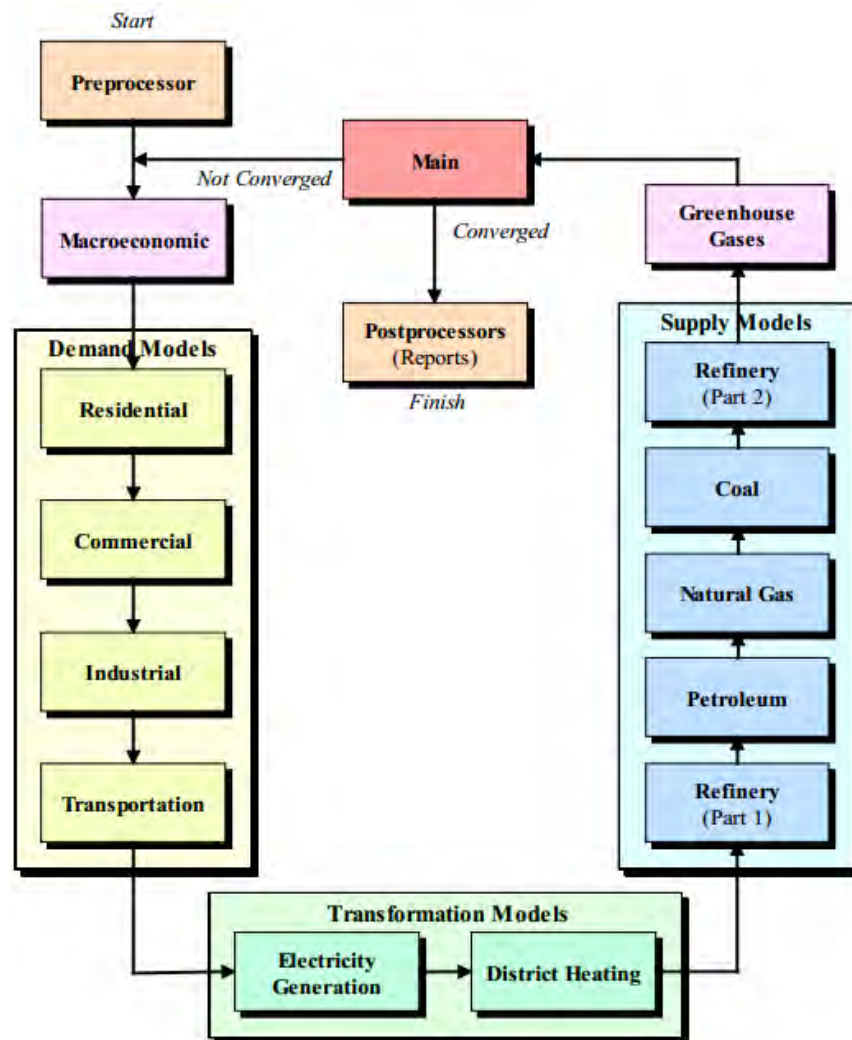 Start
Preprocessor
Main
Not Converged
Converged
Macroeconomic
Greenhouse
Gases
Postprocessors
(Reports)
Finish
Demand Models
Residential
Commercial
Industrial
Transportation
Transformation Models
Electricity
Generation
District Heating
Supply Models
Refinery
(Part 2)
Coal
Natural Gas
Petroleum
Refinery
(Part 1)